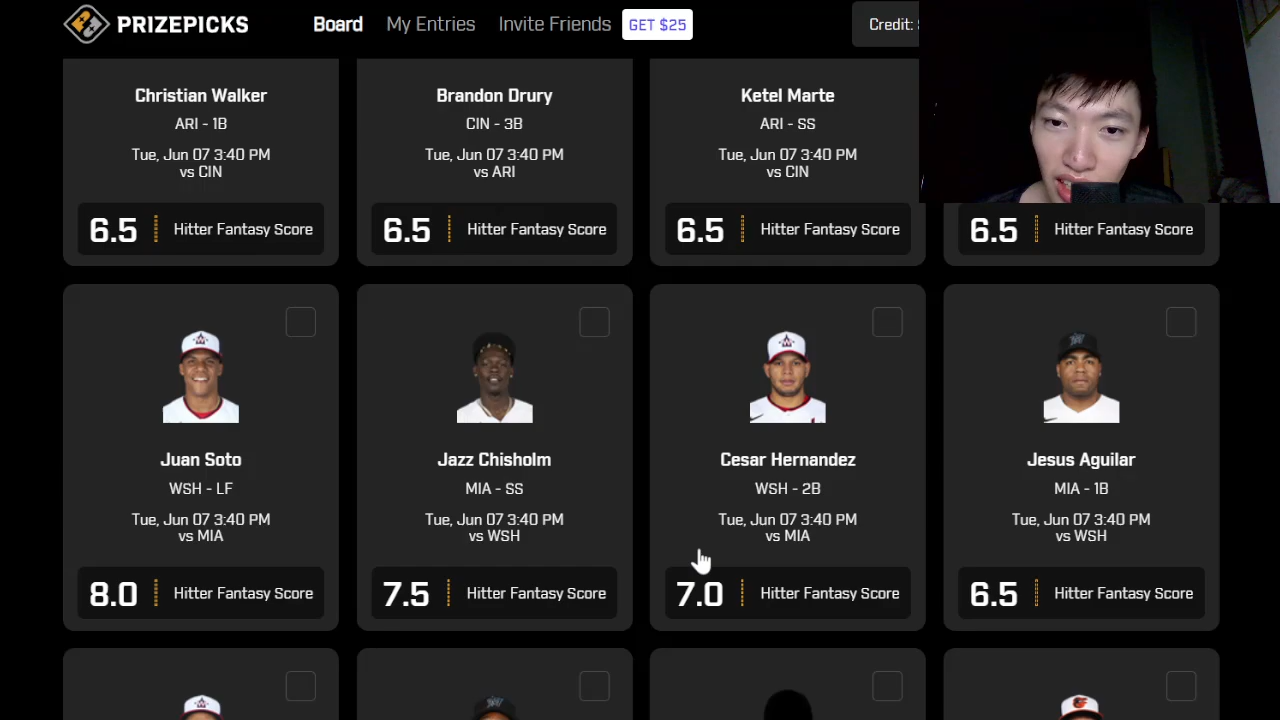 PRIZEPICKS Board My Entries Invite Friends GET $25 Credit:
Christian Walker Brandon Drury Ketel Marte
ARI - 1B CIN - 3B ARI - SS
Tue, Jun 07 3:40 PM Tue, Jun 07 3:40 PM Tue, Jun 07 3:40 PM
vs CIN vs ARI vs CIN
6.5 Hitter Fantasy Score 6.5 Hitter Fantasy Score 6.5 Hitter Fantasy Score 6.5 Hitter Fantasy Score
Juan Soto Jazz Chisholm Cesar Hernandez Jesus Aguilar
WSH - LF MIA - SS WSH - 2B MIA - 1B
Tue, Jun 07 3:40 PM Tue, Jun 07 3:40 PM Tue, Jun 07 3:40 PM Tue, Jun 07 3:40 PM
vs MIA vs WSH vs MIA vs WSH
8.0 Hitter Fantasy Score 7.5 Hitter Fantasy Score 7.0 Hitter Fantasy Score 6.5 Hitter Fantasy Score